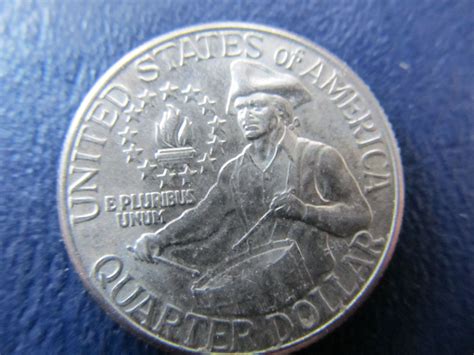 UNITED STATES of AMERICA
E PLURIBUS
UNUM
QUARTER DOLLAR